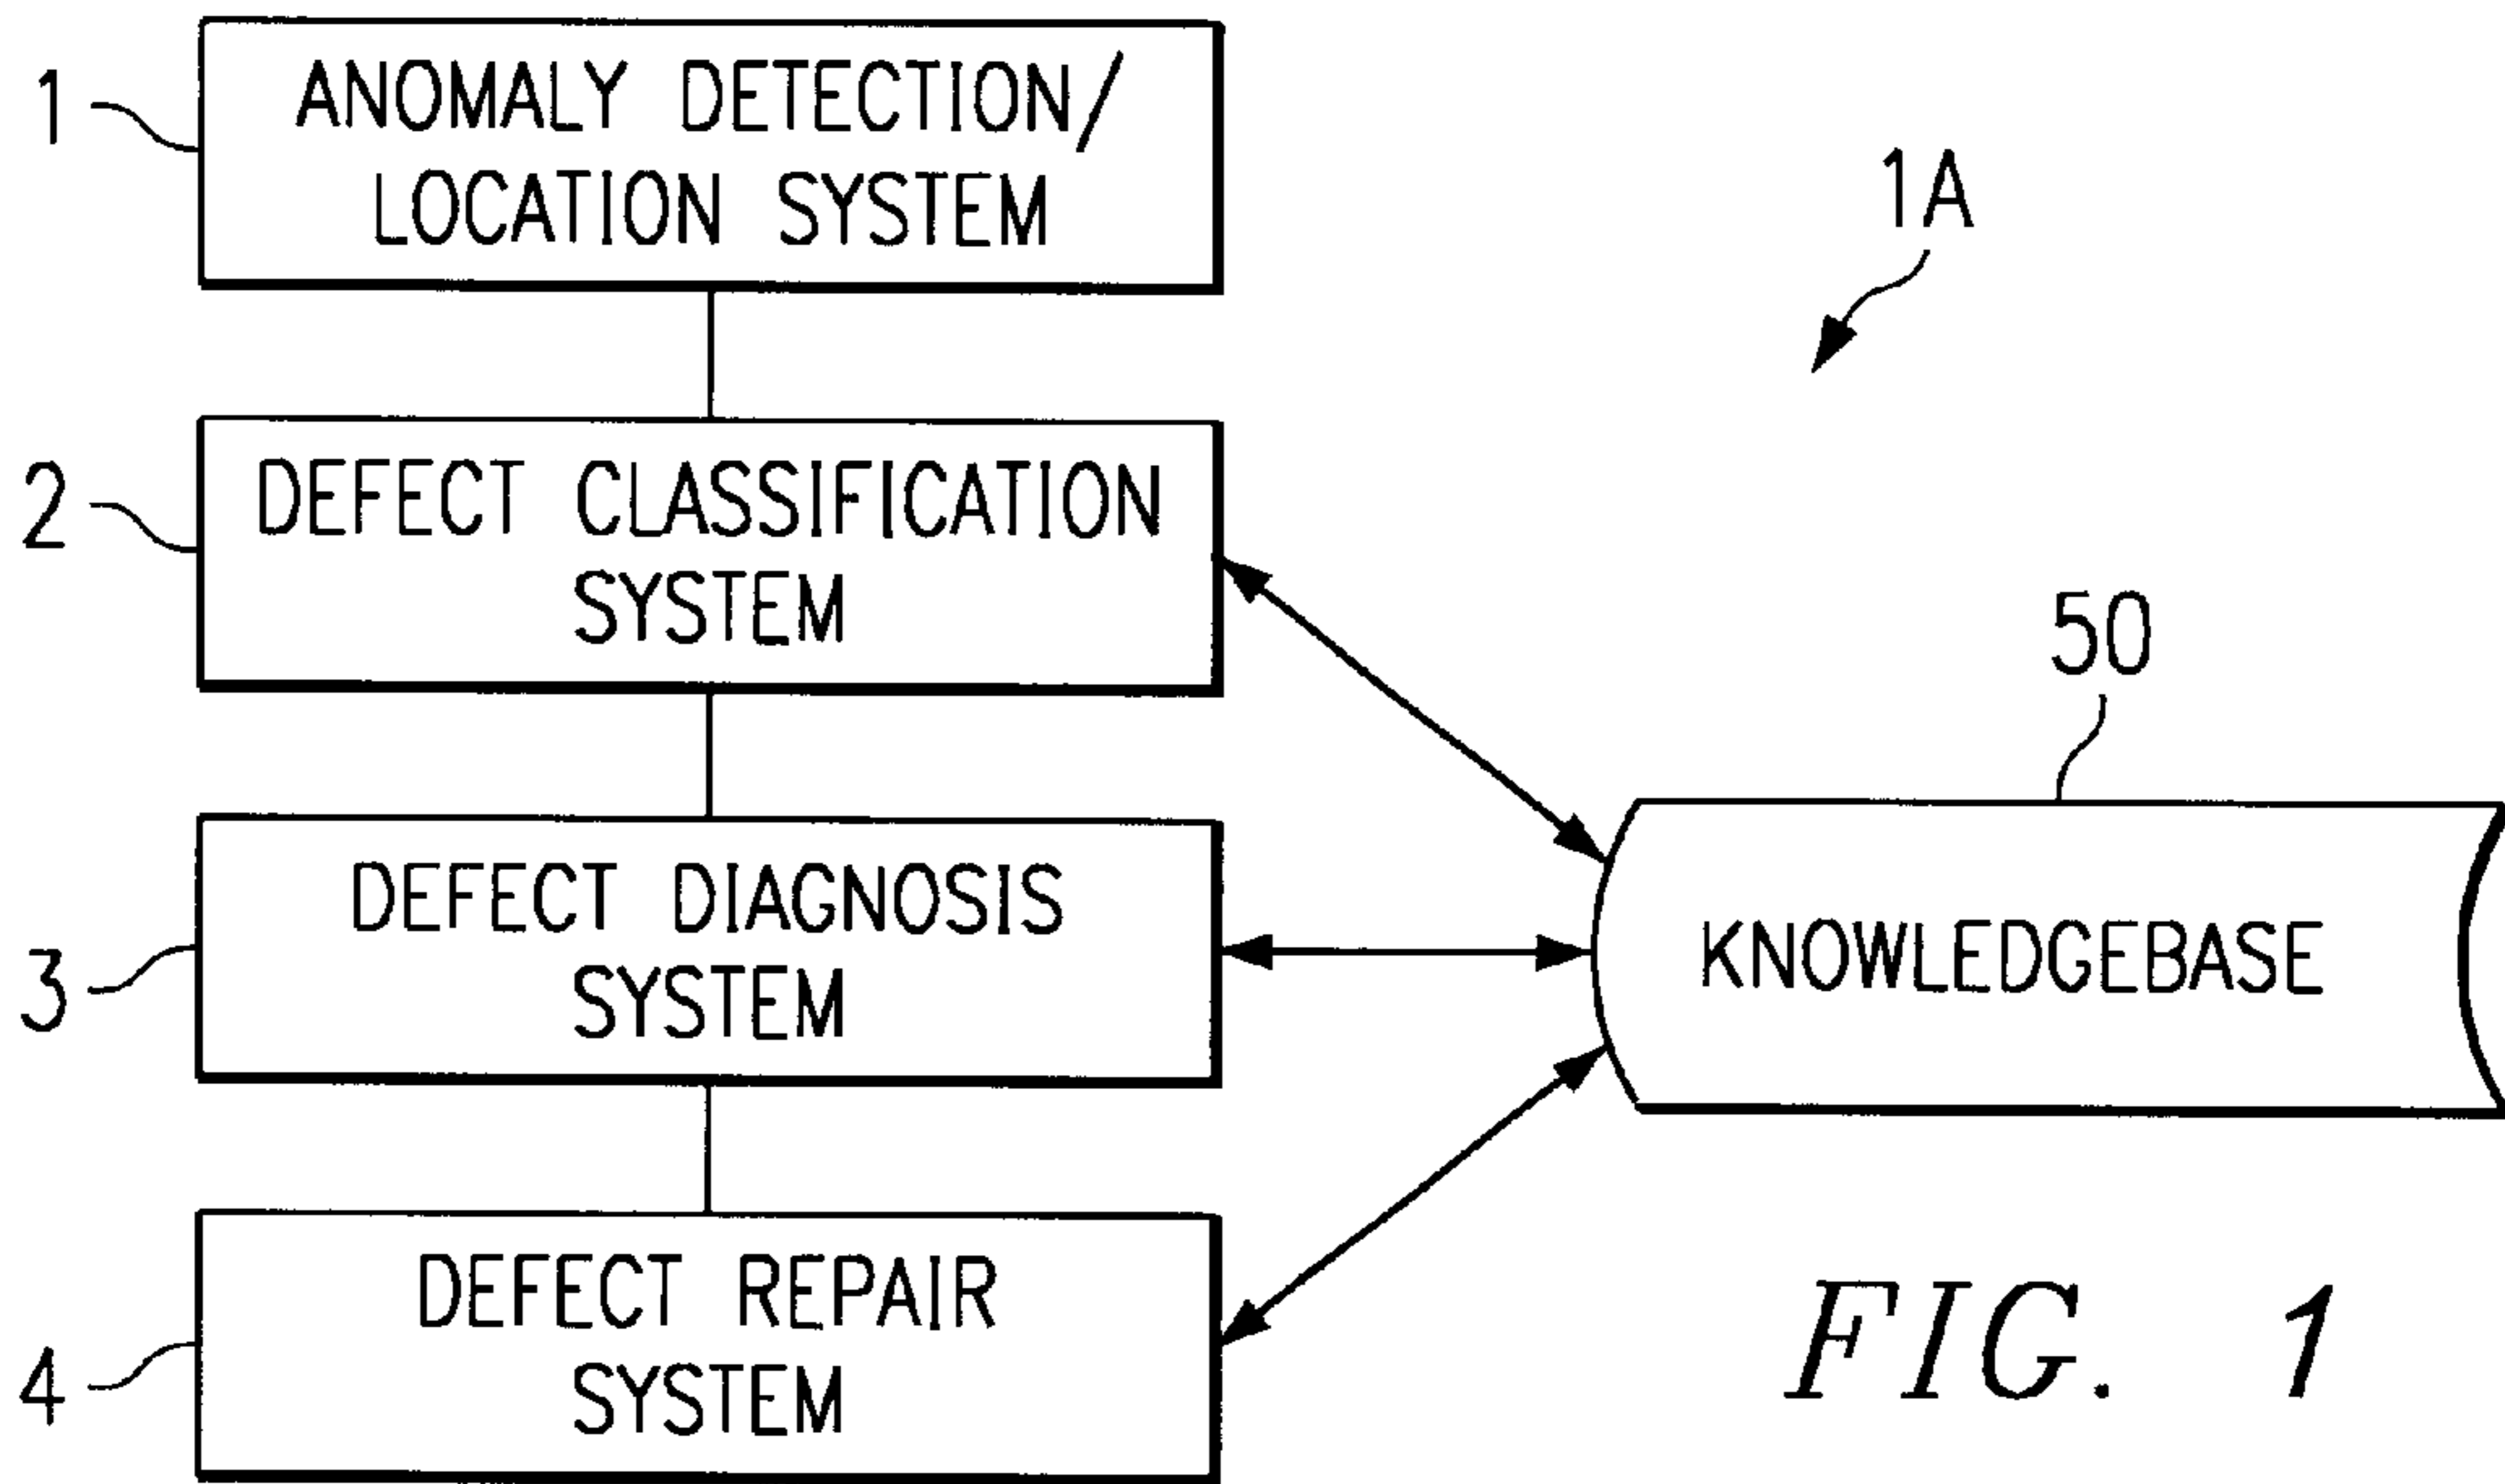 1
ANOMALY DETECTION/
LOCATION SYSTEM
1A
2
DEFECT CLASSIFICATION
SYSTEM
50
3
DEFECT DIAGNOSIS
SYSTEM
KNOWLEDGEBASE
4
DEFECT REPAIR
SYSTEM
FIG. 1